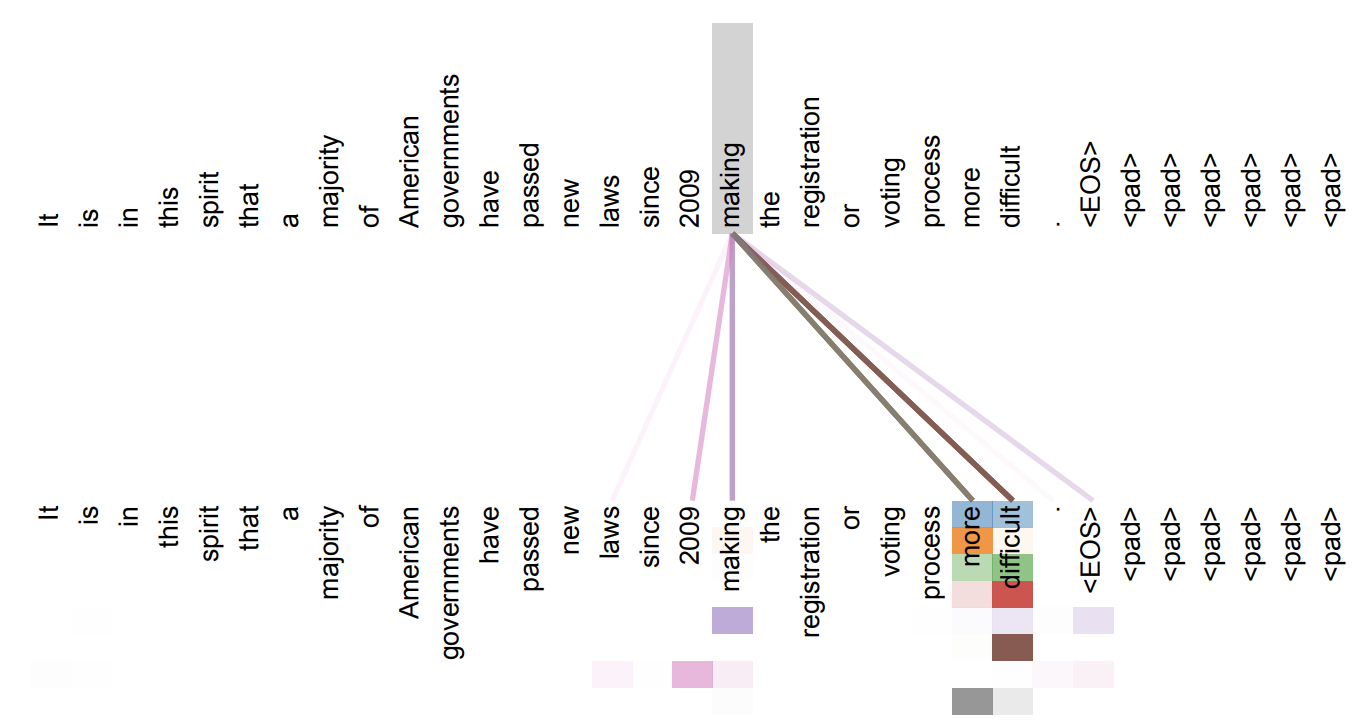 It is in this spirit that a majority of American governments have passed new laws since 2009 making the registration or voting process more difficult . <EOS> <pad> <pad> <pad> <pad> <pad> <pad>
It is in this spirit that a majority of American governments have passed new laws since 2009 making the registration or voting process more difficult . <EOS> <pad> <pad> <pad> <pad> <pad> <pad>